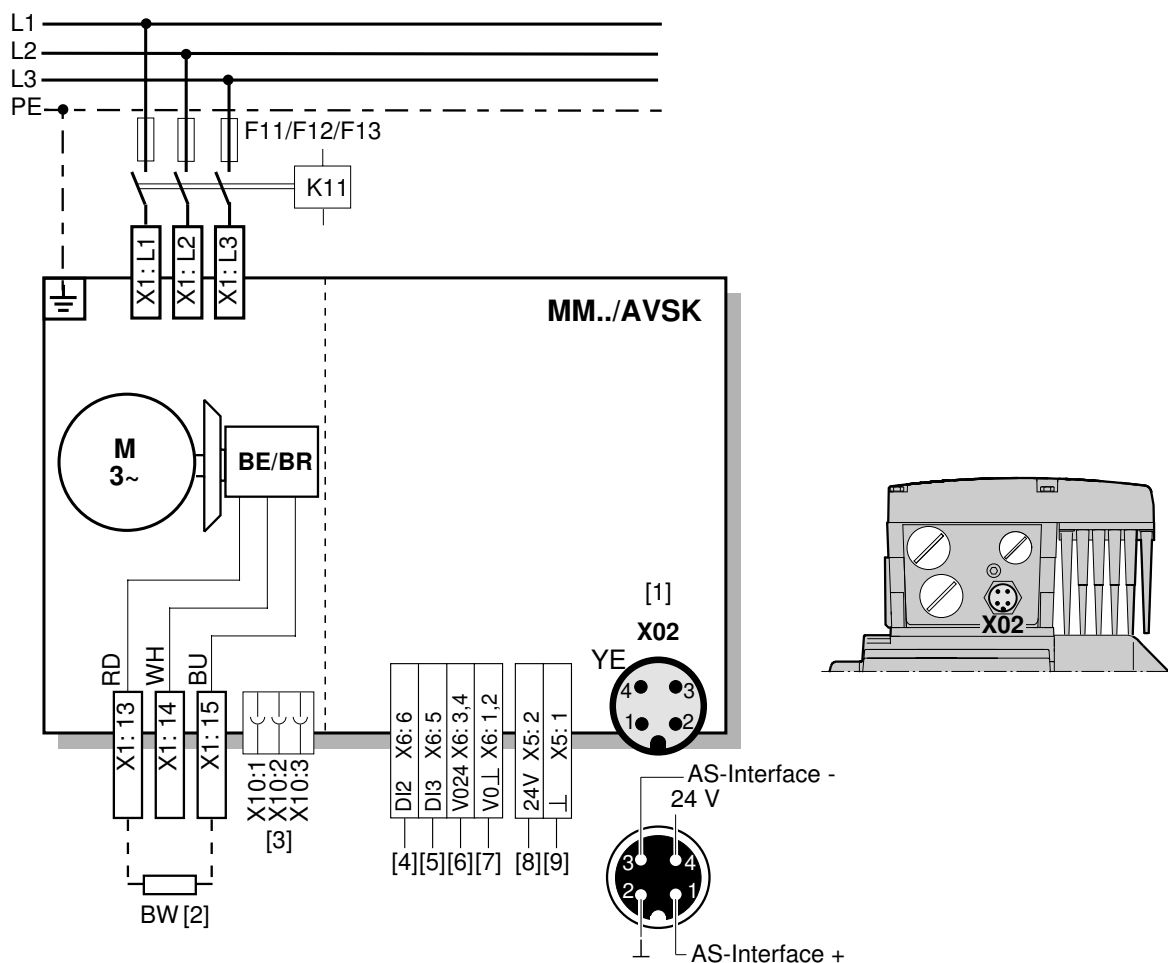 L1
L2
L3
PE
F11/F12/F13
K11
X1: L1
X1: L2
X1: L3
MM../AVSK
M
3~
BE/BR
[1]
X02
YE
4
3
1
2
RD
WH
BU
X1: 13
X1: 14
X1: 15
X10:1
X10:2
X10:3
[3]
DI2 X6: 6
DI3 X6: 5
V024 X6: 3,4
V0⊥ X6: 1,2
24V X5: 2
⊥ X5: 1
[4][5][6][7]
[8][9]
BW [2]
AS-Interface -
24 V
3
4
2
1
⊥
AS-Interface +
X02